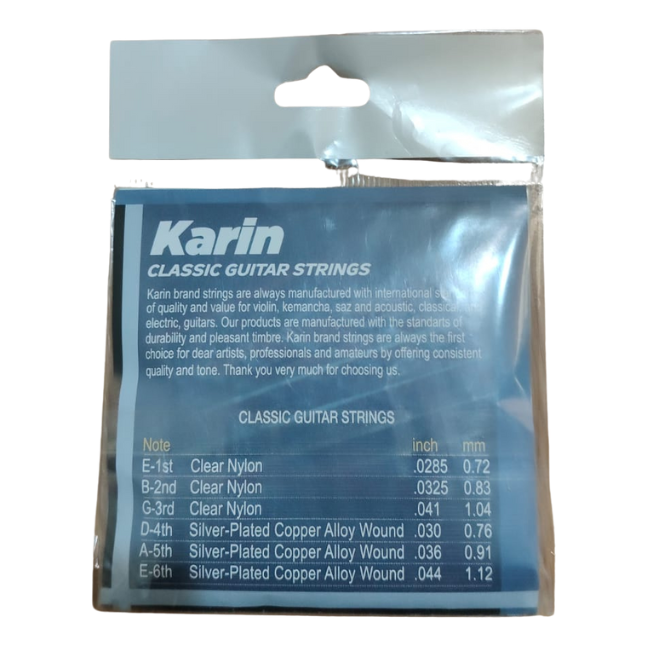 Karin
CLASSIC GUITAR STRINGS
Karin brand strings are always manufactured with international
of quality and value for violin, kemancha, saz and acoustic, classical
electric, guitars. Our products are manufactured with the standarts of
durability and pleasant timbre. Karin brand strings are always the first
choice for dear artists, professionals and amateurs by offering consistent
quality and tone. Thank you very much for choosing us.
CLASSIC GUITAR STRINGS
Note inch mm
E-1st Clear Nylon .0285 0.72
B-2nd Clear Nylon .0325 0.83
G-3rd Clear Nylon .041 1.04
D-4th Silver-Plated Copper Alloy Wound .030 0.76
A-5th Silver-Plated Copper Alloy Wound .036 0.91
E-6th Silver-Plated Copper Alloy Wound .044 1.12